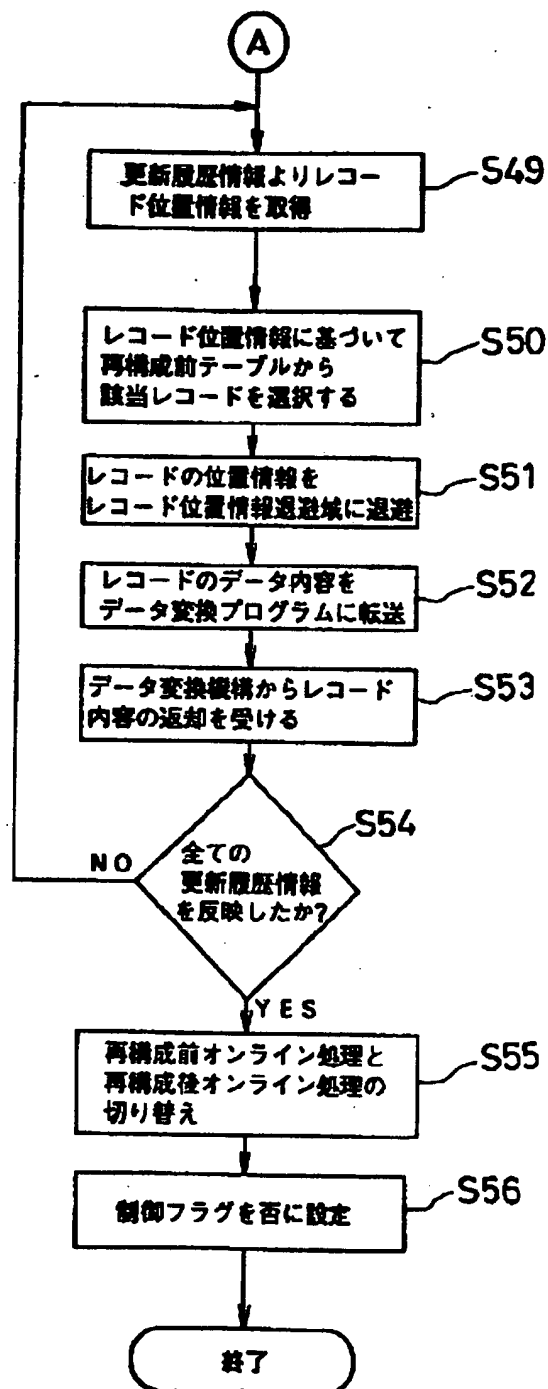 A
更新履歴情報よりレコー
ド位置情報を取得
S49
レコード位置情報に基づいて
再構成前テーブルから
該当レコードを選択する
S50
レコードの位置情報を
レコード位置情報退避域に退避
S51
レコードのデータ内容を
データ変換プログラムに転送
S52
データ変換機構からレコード
内容の返却を受ける
S53
全ての
更新履歴情報
を反映したか?
S54
NO
YES
再構成前オンライン処理と
再構成後オンライン処理の
切り替え
S55
制御フラグを否に設定
S56
終了